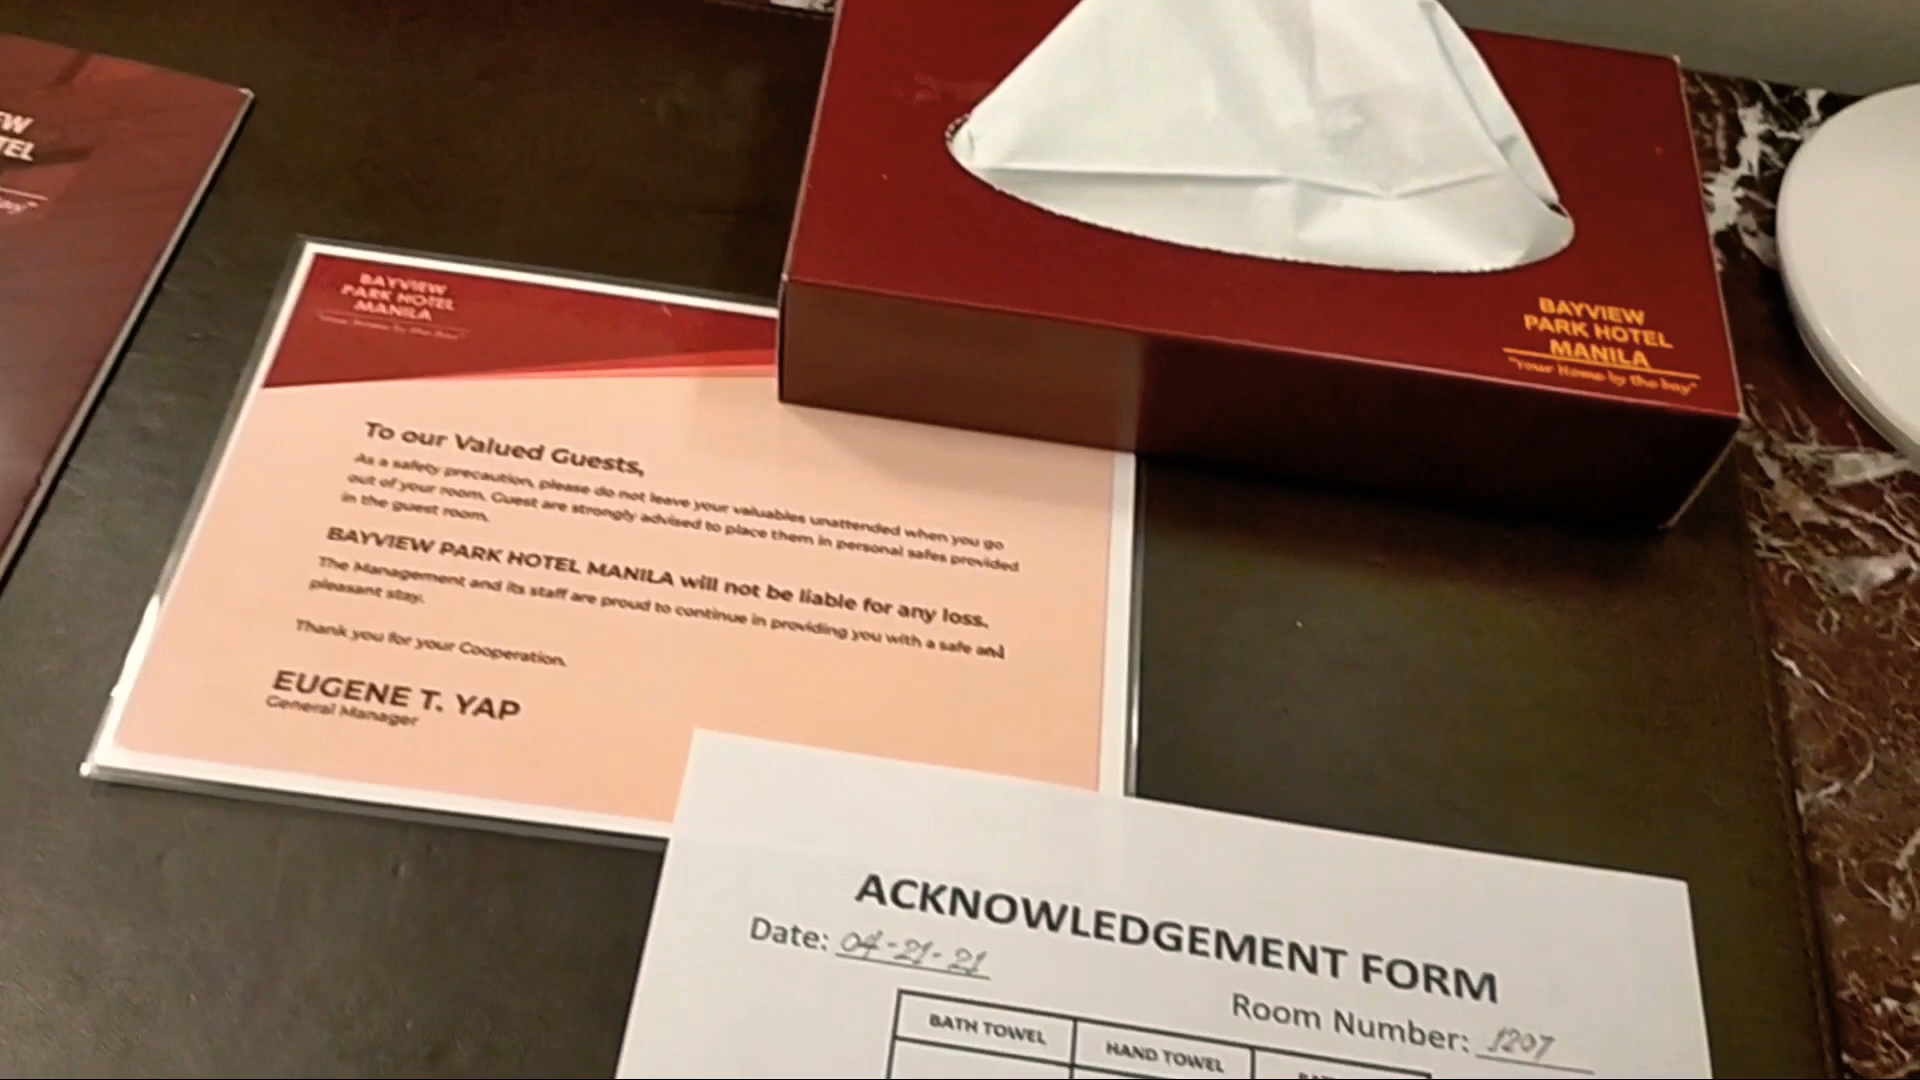 BAYVIEW
PARK HOTEL
MANILA
"Your Home by the bay"
BAYVIEW
PARK HOTEL
MANILA
To our Valued Guests,
As a safety precaution, please do not leave your valuables unattended when you go
out of your room. Guest are strongly advised to place them in personal safes provided
in the guest room.
BAYVIEW PARK HOTEL MANILA will not be liable for any loss.
The Management and its staff are proud to continue in providing you with a safe and
pleasant stay.
Thank you for your Cooperation.
EUGENE T. YAP
General Manager
ACKNOWLEDGEMENT FORM
Date: 04-21-21
Room Number: 1207
BATH TOWEL
HAND TOWEL